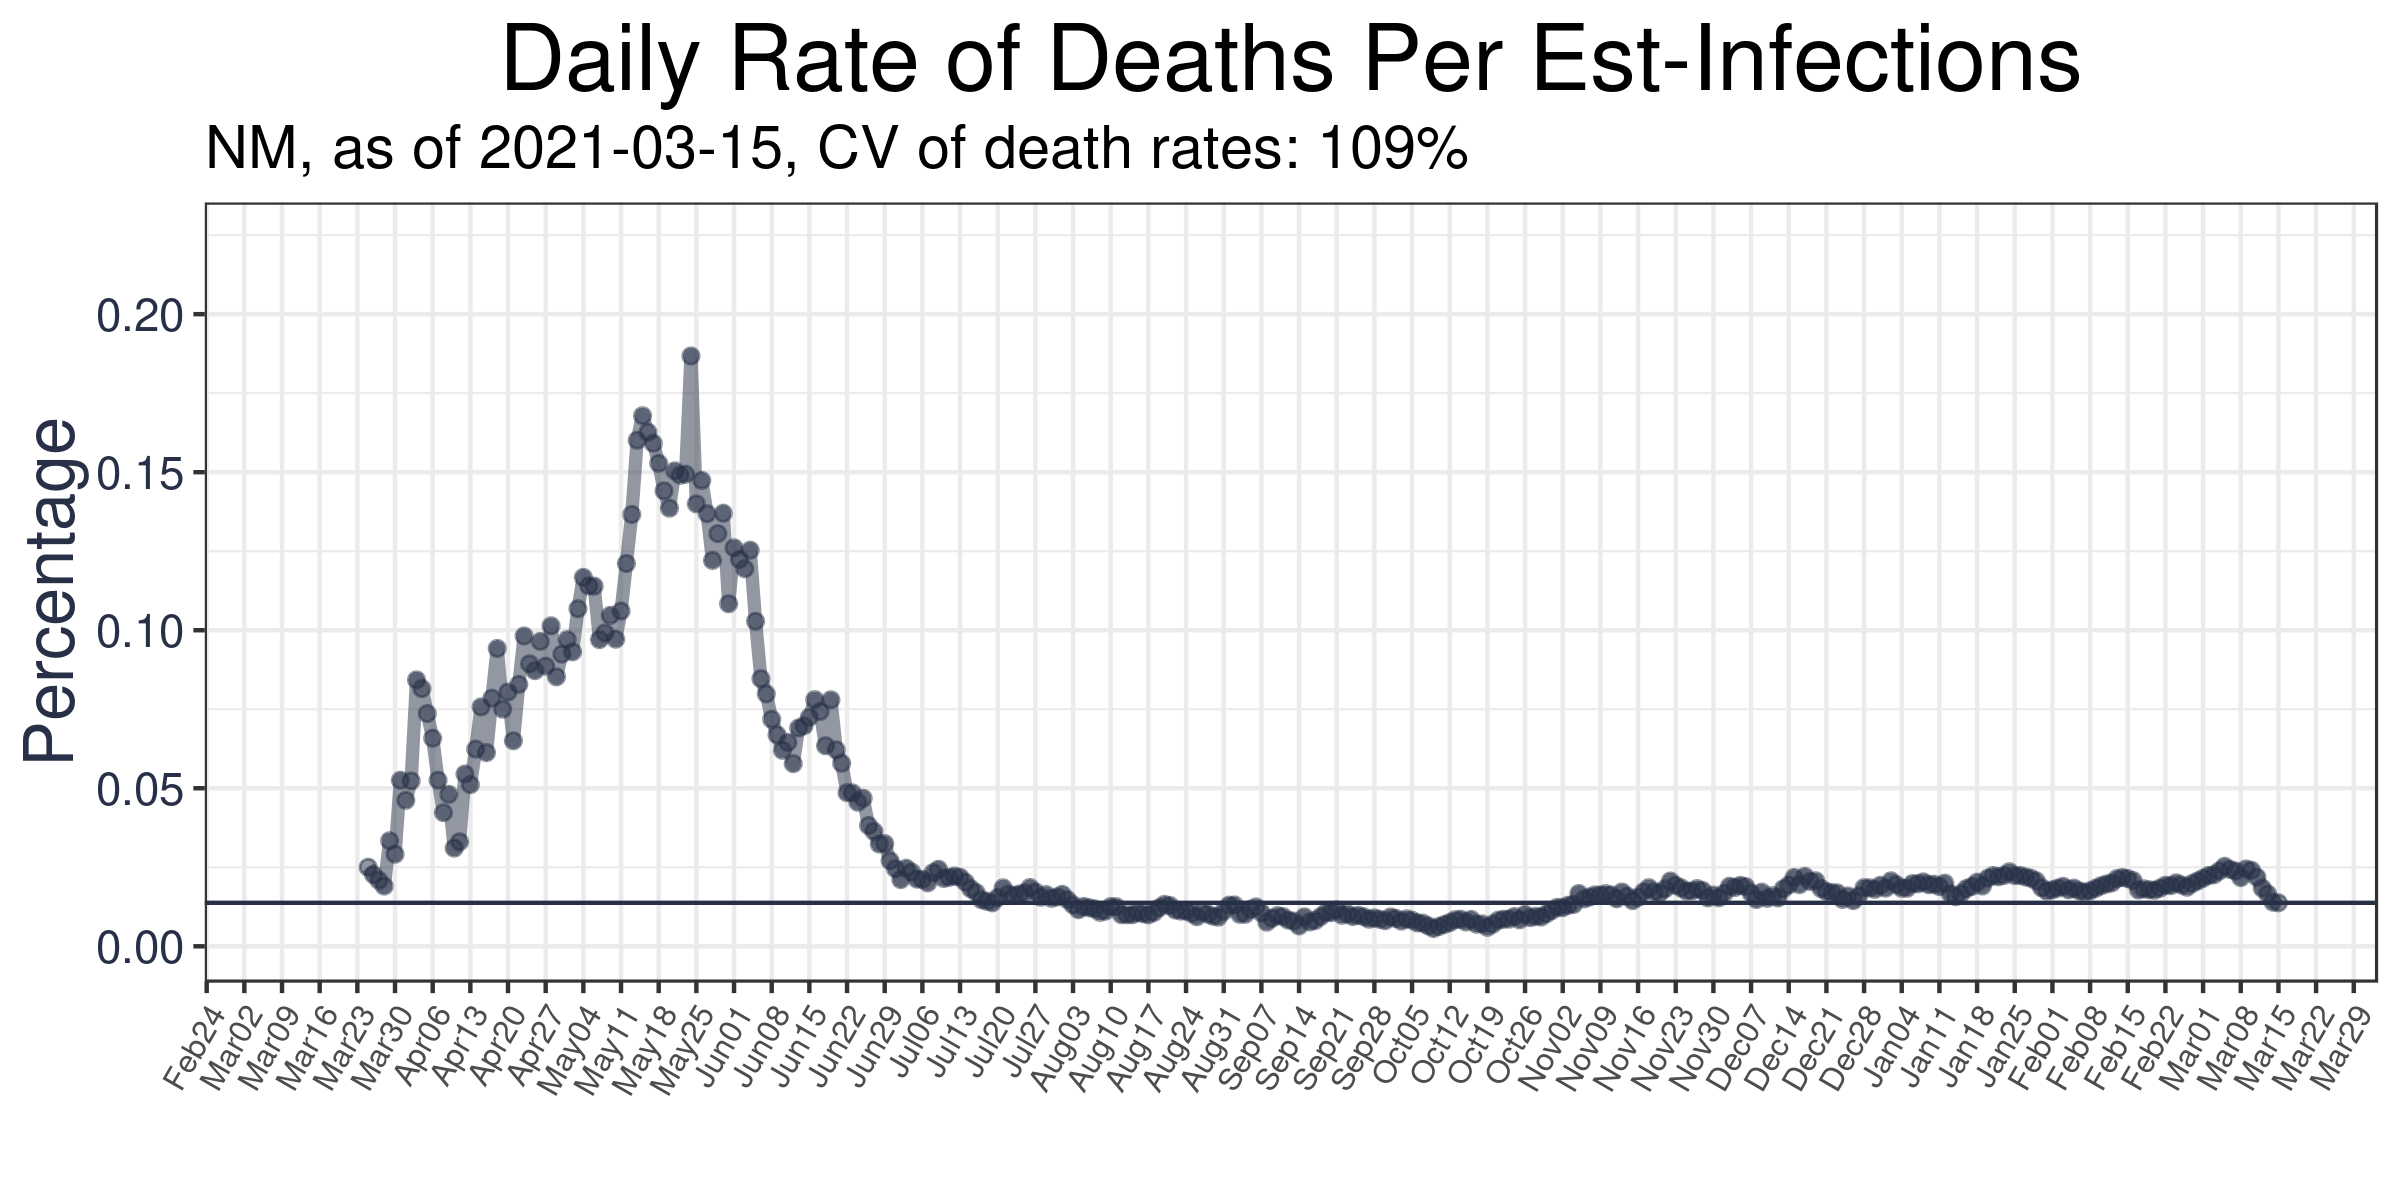 Daily Rate of Deaths Per Est-Infections
NM, as of 2021-03-15, CV of death rates: 109%
Percentage
0.20
0.15
0.10
0.05
0.00
Feb24 Mar02 Mar09 Mar16 Mar23 Mar30 Apr06 Apr13 Apr20 Apr27 May04 May11 May18 May25 Jun01 Jun08 Jun15 Jun22 Jun29 Jul06 Jul13 Jul20 Jul27 Aug03 Aug10 Aug17 Aug24 Aug31 Sep07 Sep14 Sep21 Sep28 Oct05 Oct12 Oct19 Oct26 Nov02 Nov09 Nov16 Nov23 Nov30 Dec07 Dec14 Dec21 Dec28 Jan04 Jan11 Jan18 Jan25 Feb01 Feb08 Feb15 Feb22 Mar01 Mar08 Mar15 Mar22 Mar29